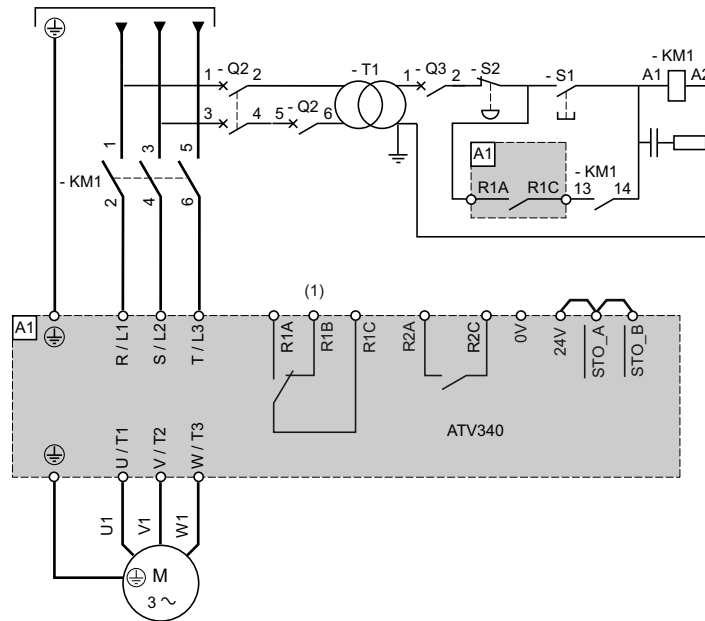 1 - Q2 2 - T1 1 - Q3 2 - S2 - S1 - KM1
A1 A2
3 4 5 - Q2 6
A1
R1A R1C
- KM1
13 14
1 3 5
- KM1
2 4 6
(1)
A1
R / L1
S / L2
T / L3
R1A
R1B
R1C
R2A
R2C
0V
24V
STO_A
STO_B
ATV340
U / T1
V / T2
W / T3
U1
V1
W1
M
3 ~